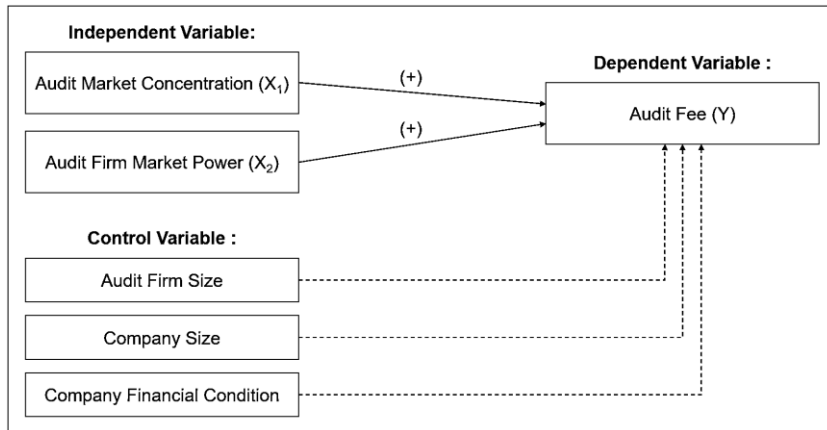 Independent Variable:
Audit Market Concentration (X₁)
(+)
Dependent Variable :
Audit Fee (Y)
Audit Firm Market Power (X₂)
(+)
Control Variable :
Audit Firm Size
Company Size
Company Financial Condition